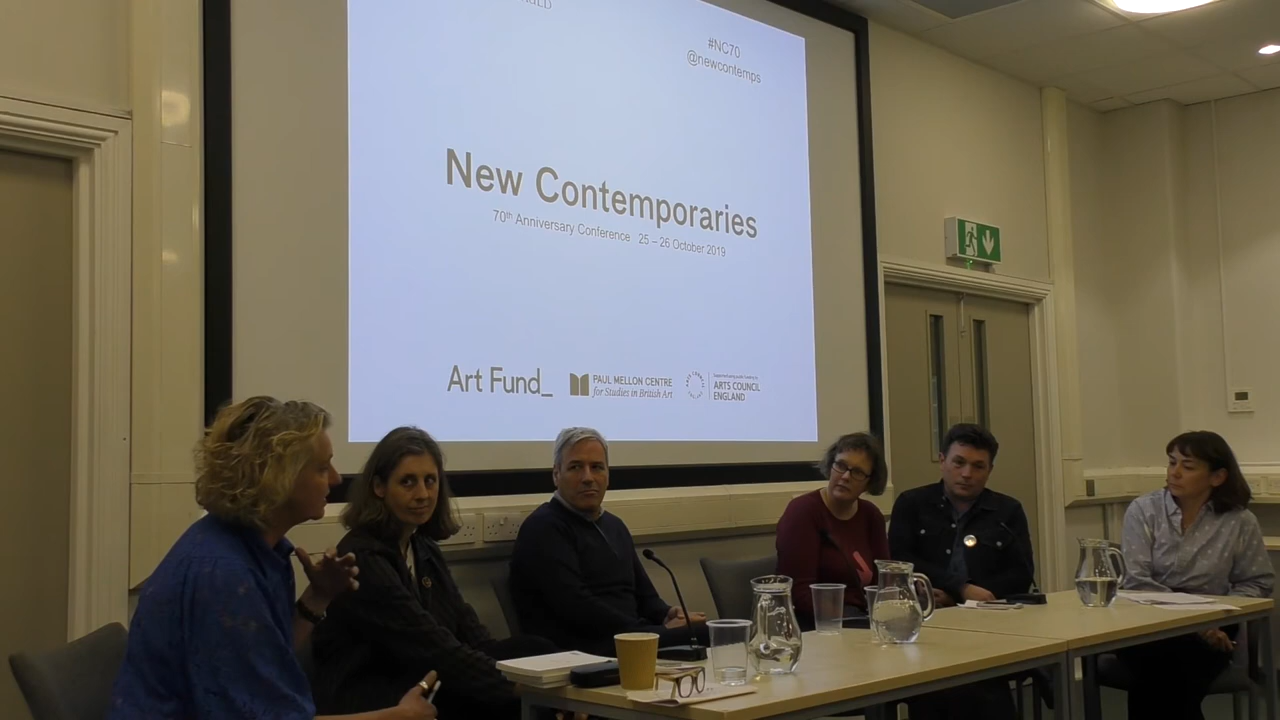 #NC70
@newcontemps
New Contemporaries
70th Anniversary Conference 25 – 26 October 2019
Art Fund_
PAUL MELLON CENTRE
for Studies in British Art
ARTS COUNCIL
ENGLAND